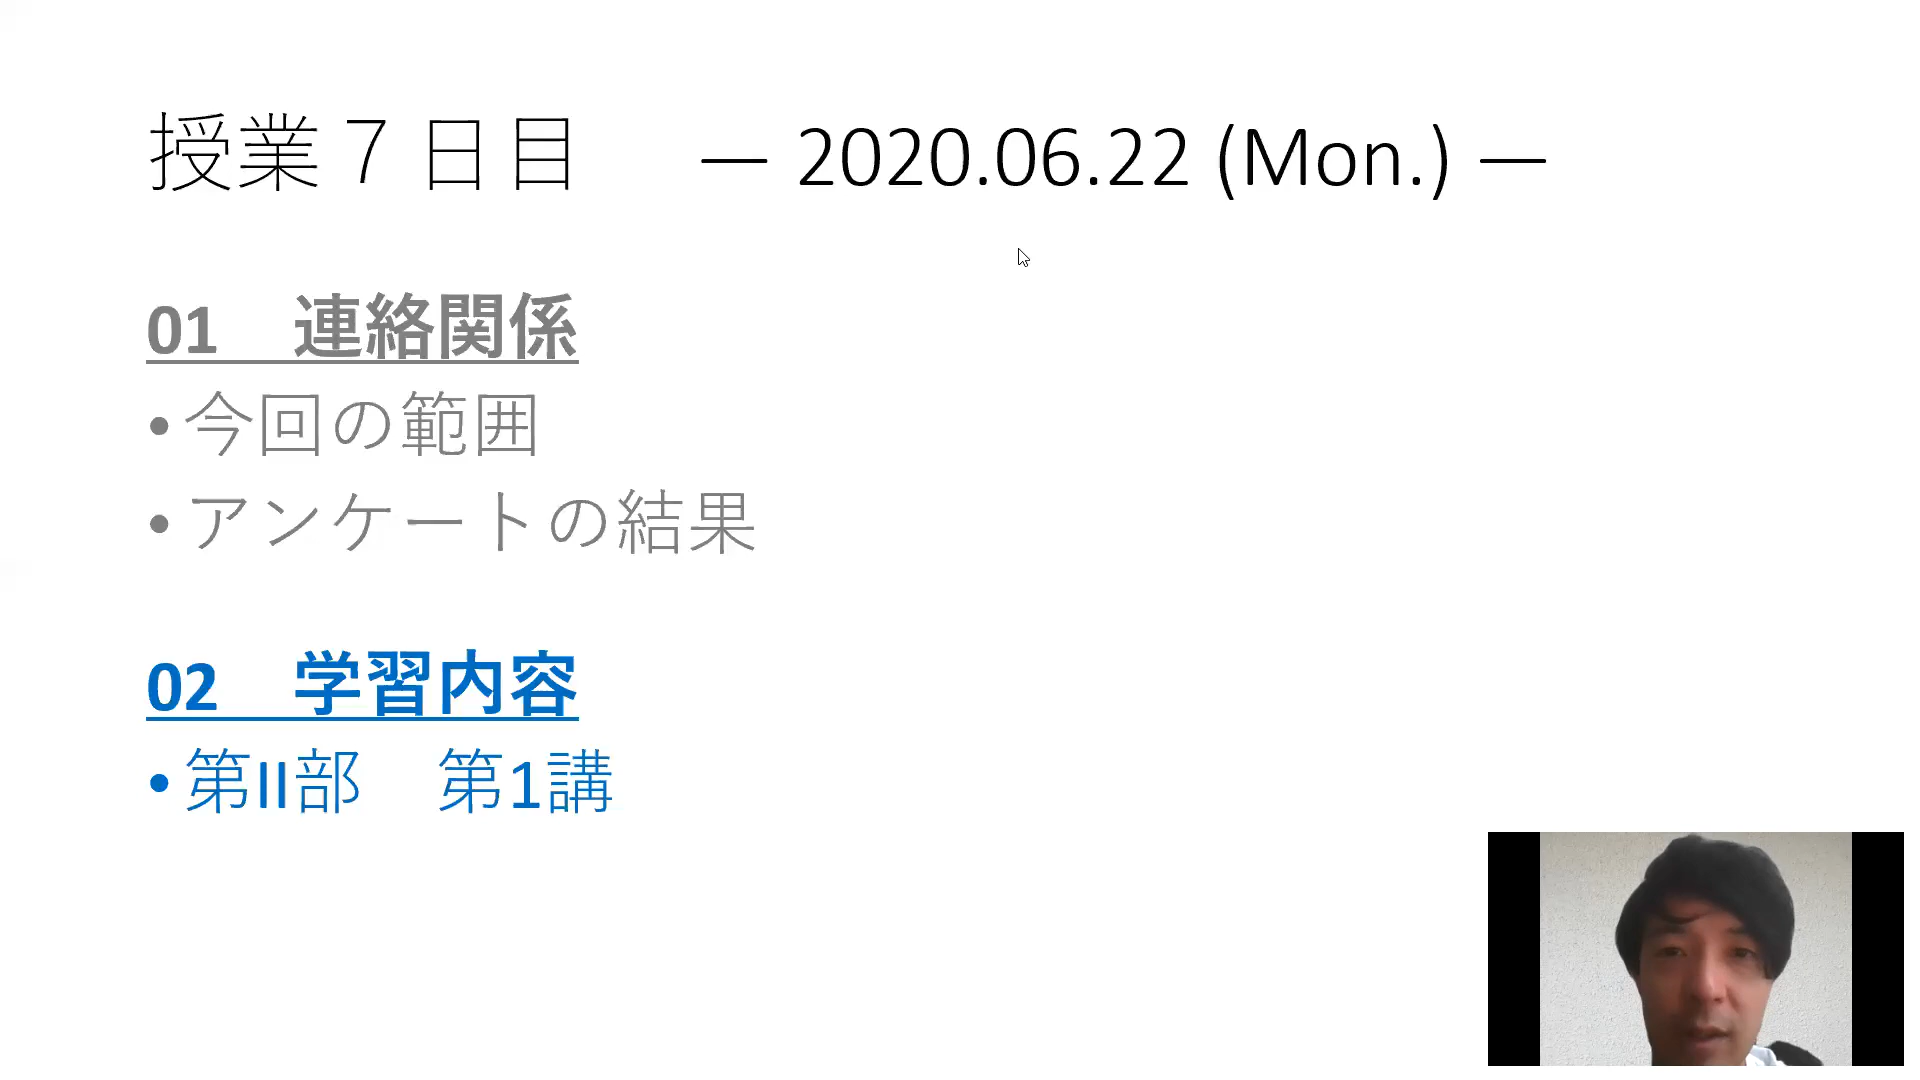 授業７日目　— 2020.06.22 (Mon.) —
01　連絡関係
• 今回の範囲
• アンケートの結果
02　学習内容
• 第II部　第1講